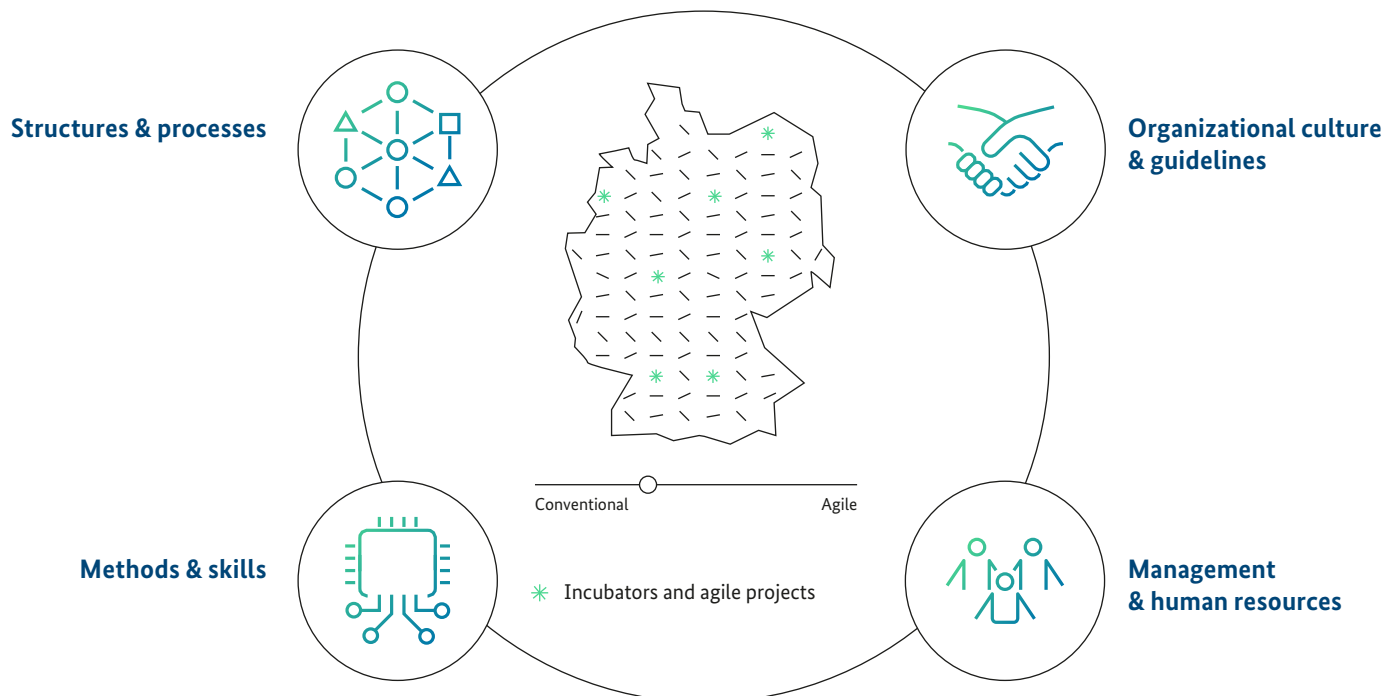 Structures & processes
Organizational culture
& guidelines
Conventional
Agile
Methods & skills
Incubators and agile projects
Management
& human resources